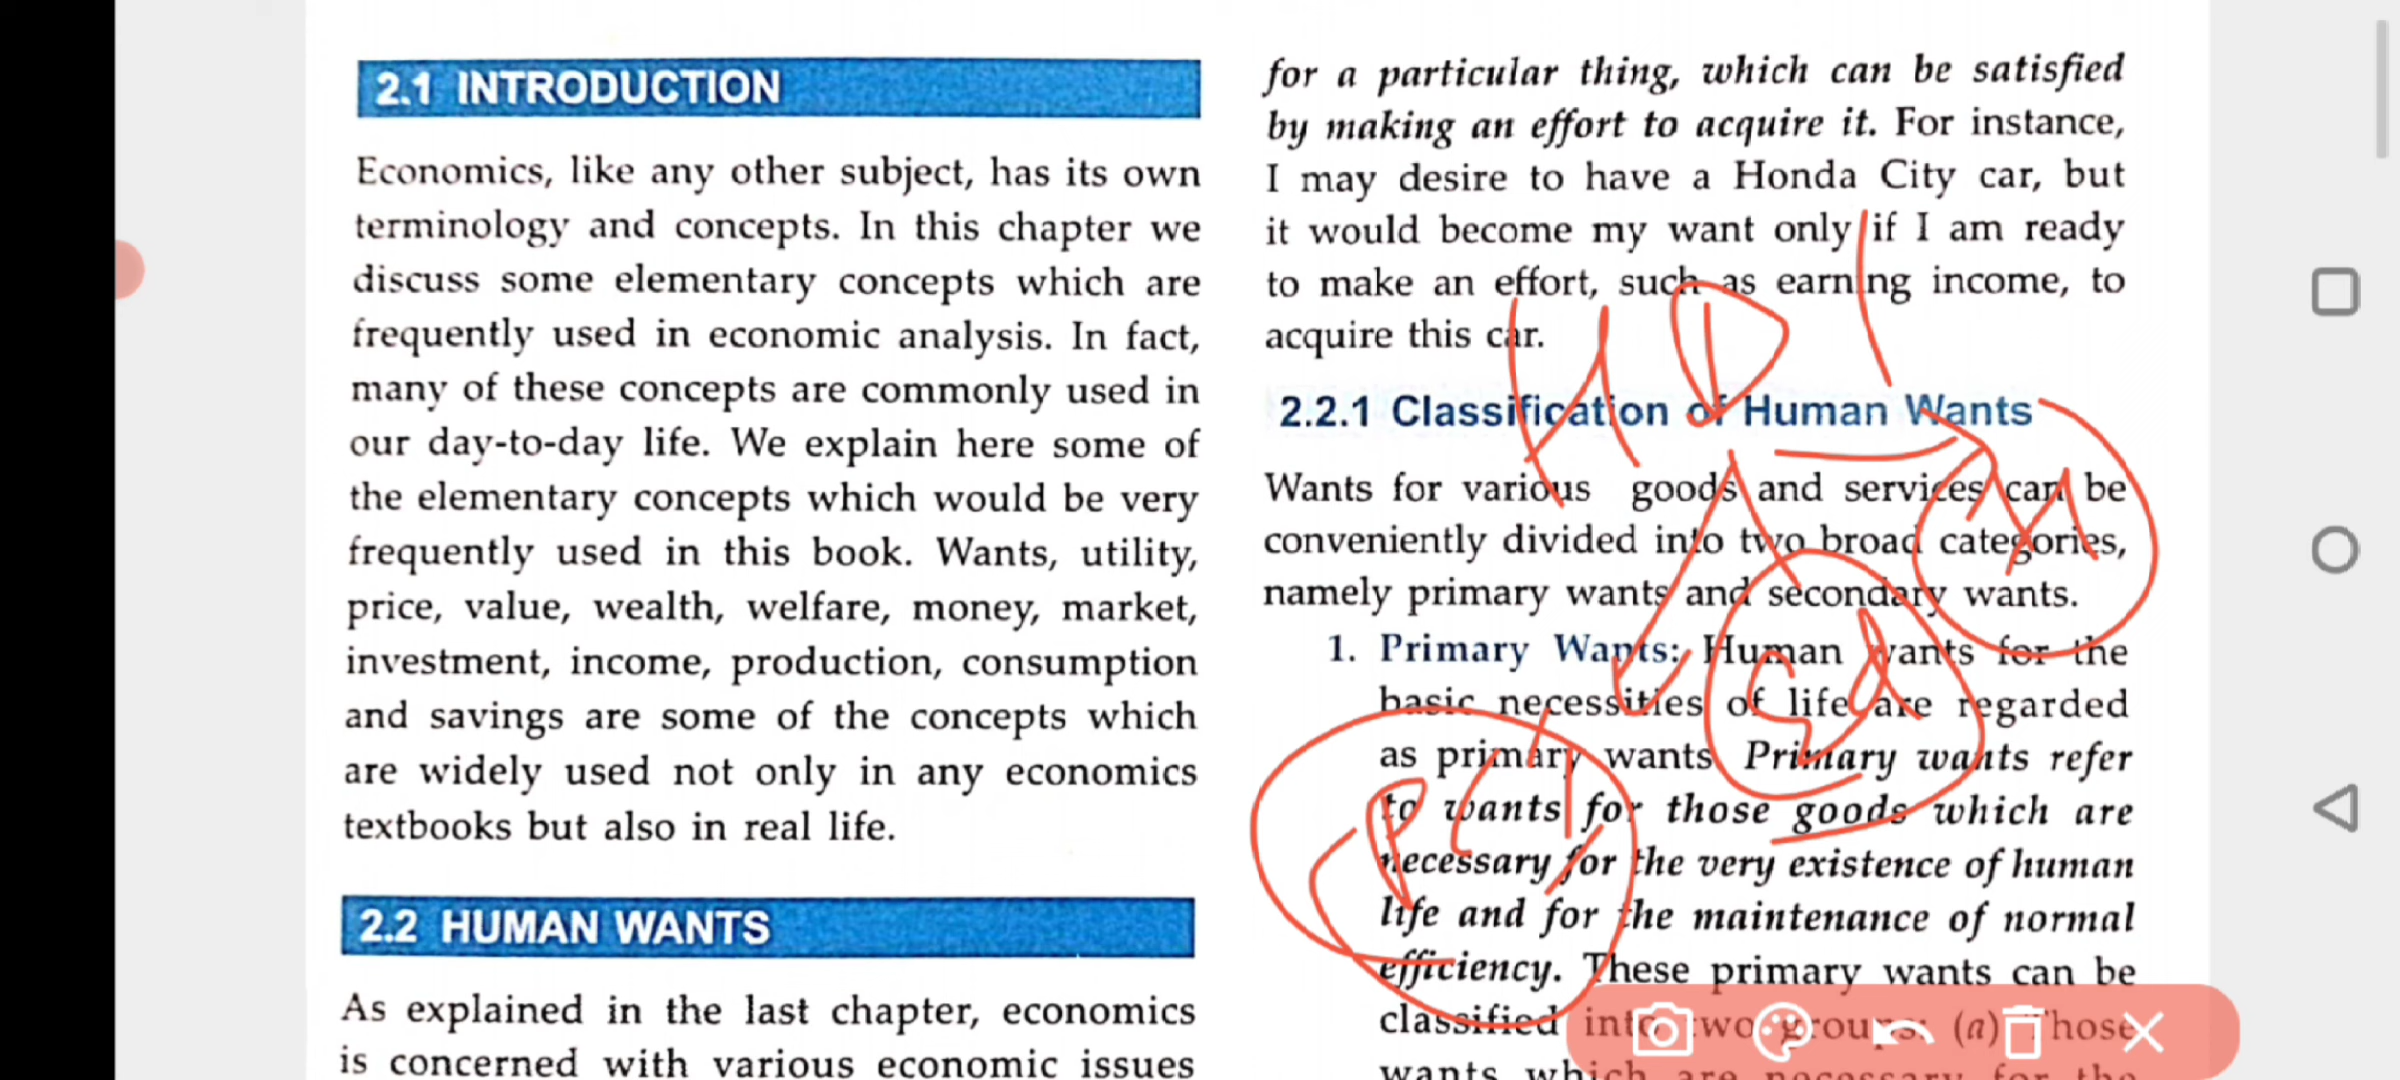 2.1 INTRODUCTION
Economics, like any other subject, has its own
terminology and concepts. In this chapter we
discuss some elementary concepts which are
frequently used in economic analysis. In fact,
many of these concepts are commonly used in
our day-to-day life. We explain here some of
the elementary concepts which would be very
frequently used in this book. Wants, utility,
price, value, wealth, welfare, money, market,
investment, income, production, consumption
and savings are some of the concepts which
are widely used not only in any economics
textbooks but also in real life.
2.2 HUMAN WANTS
As explained in the last chapter, economics
is concerned with various economic issues
for a particular thing, which can be satisfied
by making an effort to acquire it. For instance,
I may desire to have a Honda City car, but
it would become my want only if I am ready
to make an effort, such as earning income, to
acquire this car.
2.2.1 Classification of Human Wants
Wants for various goods and services can be
conveniently divided into two broad categories,
namely primary wants and secondary wants.
1. Primary Wants: Human wants for the
basic necessities of life are regarded
as primary wants. Primary wants refer
to wants for those goods which are
necessary for the very existence of human
life and for the maintenance of normal
efficiency. These primary wants can be
classified into two groups: (a) Those
wants which are necessary for the